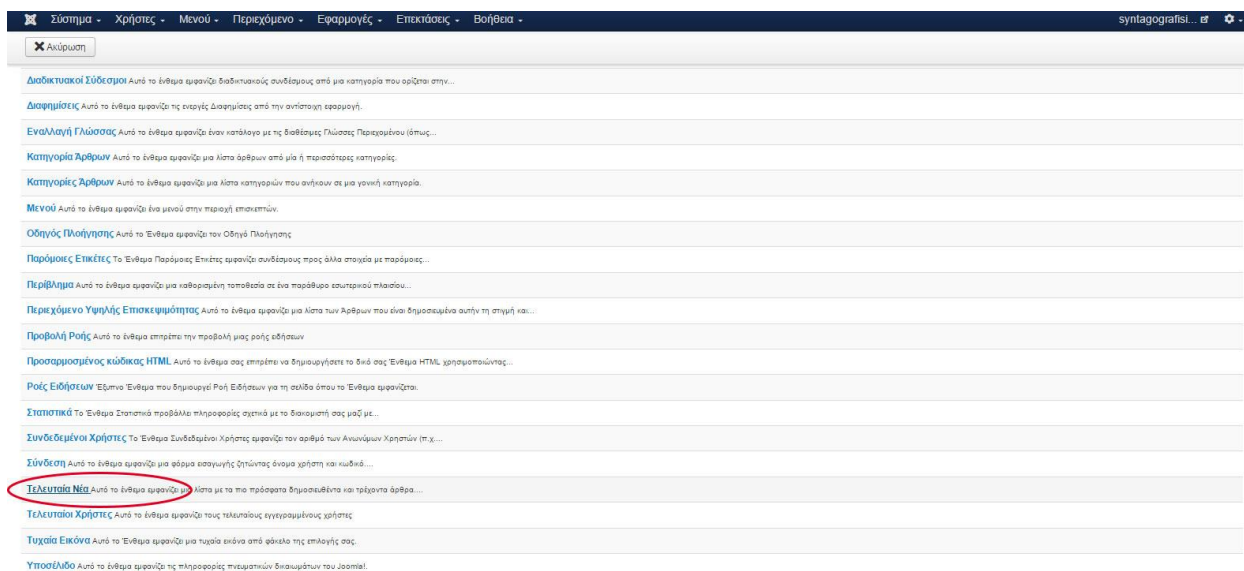 Σύστημα Χρήστες Μενού Περιεχόμενο Εφαρμογές Επεκτάσεις Βοήθεια syntagografisi...
Ακύρωση
Διαδικτυακοί Σύδεσμοι Αυτό το ένθεμα εμφανίζει διαδικτυακούς συνδέσμους από μια κατηγορία που ορίζεται στην...
Διαφημίσεις Αυτό το ένθεμα εμφανίζει τις ενεργές Διαφημίσεις από την αντίστοιχη εφαρμογή.
Εναλλαγή Γλώσσας Αυτό το ένθεμα εμφανίζει έναν κατάλογο με τις διαθέσιμες Γλώσσες Περιεχομένου (όπως...
Κατηγορία Άρθρων Αυτό το ένθεμα εμφανίζει μια λίστα άρθρων από μία ή περισσότερες κατηγορίες.
Κατηγορίες Άρθρων Αυτό το ένθεμα εμφανίζει μια λίστα κατηγοριών που ανήκουν σε μια γονική κατηγορία.
Μενού Αυτό το ένθεμα εμφανίζει ένα μενού στην περιοχή επισκεπτών.
Οδηγός Πλοήγησης Αυτό το Ένθεμα εμφανίζει τον Οδηγό Πλοήγησης
Παρόμοιες Ετικέτες Το Ένθεμα Παρόμοιες Ετικέτες εμφανίζει συνδέσμους προς άλλα στοιχεία με παρόμοιες...
Περίβλημα Αυτό το ένθεμα εμφανίζει μια καθορισμένη τοποθεσία σε ένα παράθυρο εσωτερικού πλαισίου...
Περιεχόμενο Υψηλής Επισκεψιμότητας Αυτό το ένθεμα εμφανίζει μια λίστα των Άρθρων που είναι δημοσιευμένα αυτήν τη στιγμή και...
Προβολή Ροής Αυτό το ένθεμα επιτρέπει την προβολή μιας ροής ειδήσεων
Προσαρμοσμένος κώδικας HTML Αυτό το ένθεμα σας επιτρέπει να δημιουργήσετε το δικό σας Ένθεμα HTML χρησιμοποιώντας...
Ροές Ειδήσεων Έξυπνο Ένθεμα που δημιουργεί Ροή Ειδήσεων για τη σελίδα όπου το Ένθεμα εμφανίζεται.
Στατιστικά Το Ένθεμα Στατιστικά προβάλλει πληροφορίες σχετικά με το διακομιστή σας μαζί με...
Συνδεδεμένοι Χρήστες Το Ένθεμα Συνδεδεμένοι Χρήστες εμφανίζει τον αριθμό των Ανωνύμων Χρηστών (π.χ....
Σύνδεση Αυτό το ένθεμα εμφανίζει μια φόρμα εισαγωγής ζητώντας όνομα χρήστη και κωδικό....
Τελευταία Νέα Αυτό το ένθεμα εμφανίζει μια λίστα με τα πιο πρόσφατα δημοσιευθέντα και τρέχοντα άρθρα....
Τελευταίοι Χρήστες Αυτό το ένθεμα εμφανίζει τους τελευταίους εγγεγραμμένους χρήστες
Τυχαία Εικόνα Αυτό το Ένθεμα εμφανίζει μια τυχαία εικόνα από φάκελο της επιλογής σας.
Υποσέλιδο Αυτό το ένθεμα εμφανίζει τις πληροφορίες πνευματικών δικαιωμάτων του Joomla!.